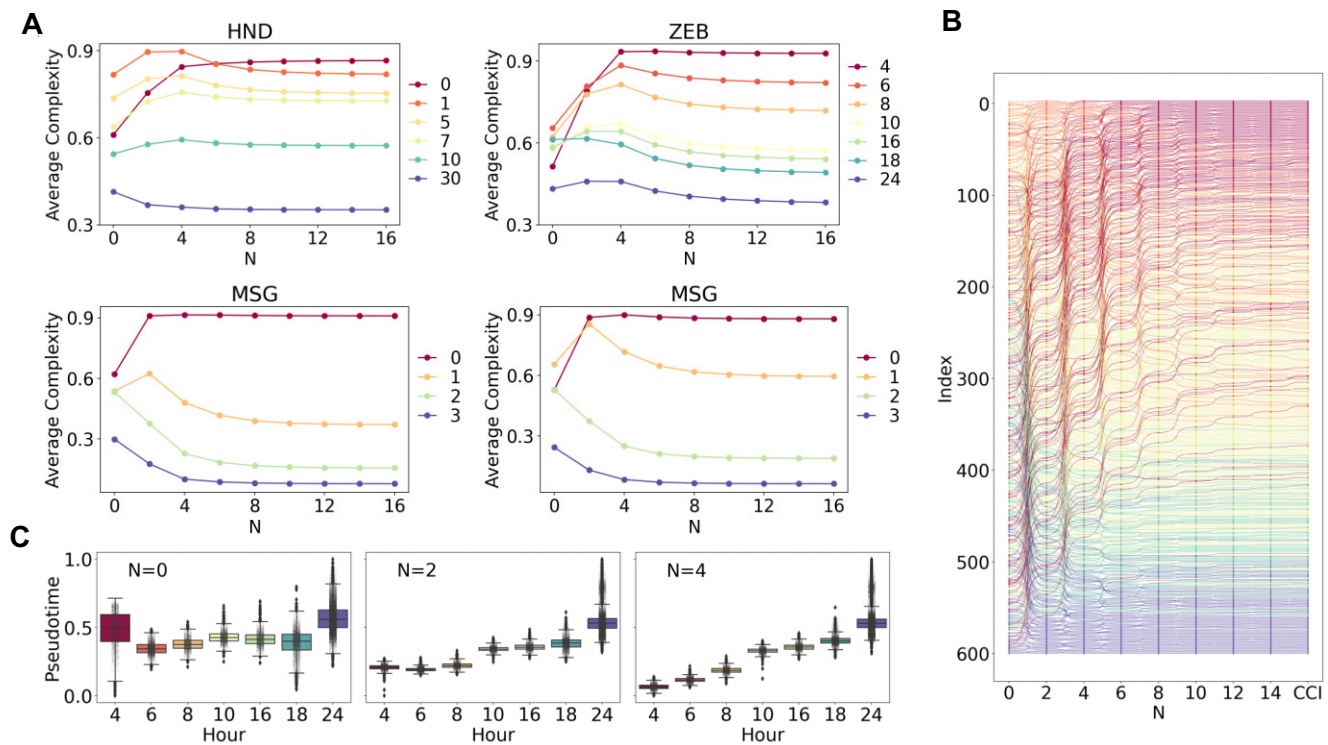 A
HND
Average Complexity
0.9
0.6
0.3
0 4 8 12 16
N
0
1
5
7
10
30
ZEB
Average Complexity
0.9
0.6
0.3
0 4 8 12 16
N
4
6
8
10
16
18
24
MSG
Average Complexity
0.9
0.6
0.3
0 4 8 12 16
N
0
1
2
3
MSG
Average Complexity
0.9
0.6
0.3
0 4 8 12 16
N
0
1
2
3
B
Index
0
100
200
300
400
500
600
0 2 4 6 8 10 12 14 CCI
N
C
Pseudotime
1.0
0.5
0.0
N=0
4 6 8 10 16 18 24
Hour
N=2
4 6 8 10 16 18 24
Hour
N=4
4 6 8 10 16 18 24
Hour